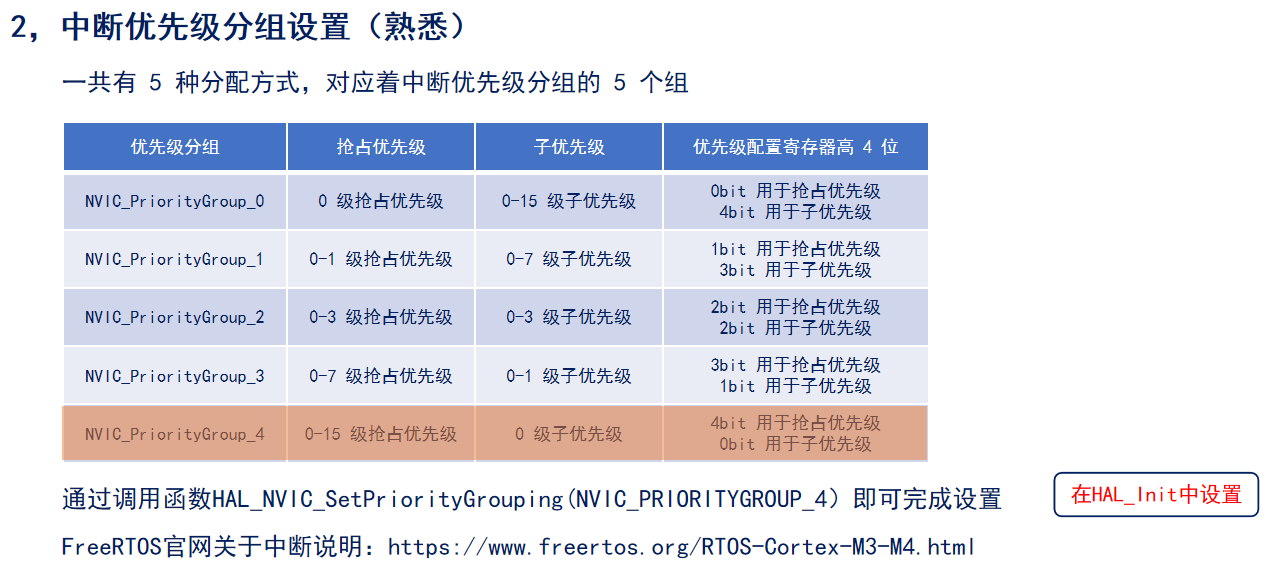 2，中断优先级分组设置（熟悉）
一共有 5 种分配方式，对应着中断优先级分组的 5 个组
优先级分组 抢占优先级 子优先级 优先级配置寄存器高 4 位
NVIC_PriorityGroup_0 0 级抢占优先级 0-15 级子优先级 0bit 用于抢占优先级
4bit 用于子优先级
NVIC_PriorityGroup_1 0-1 级抢占优先级 0-7 级子优先级 1bit 用于抢占优先级
3bit 用于子优先级
NVIC_PriorityGroup_2 0-3 级抢占优先级 0-3 级子优先级 2bit 用于抢占优先级
2bit 用于子优先级
NVIC_PriorityGroup_3 0-7 级抢占优先级 0-1 级子优先级 3bit 用于抢占优先级
1bit 用于子优先级
NVIC_PriorityGroup_4 0-15 级抢占优先级 0 级子优先级 4bit 用于抢占优先级
0bit 用于子优先级
通过调用函数HAL_NVIC_SetPriorityGrouping(NVIC_PRIORITYGROUP_4) 即可完成设置
在HAL_Init中设置
FreeRTOS官网关于中断说明：https://www.freertos.org/RTOS-Cortex-M3-M4.html